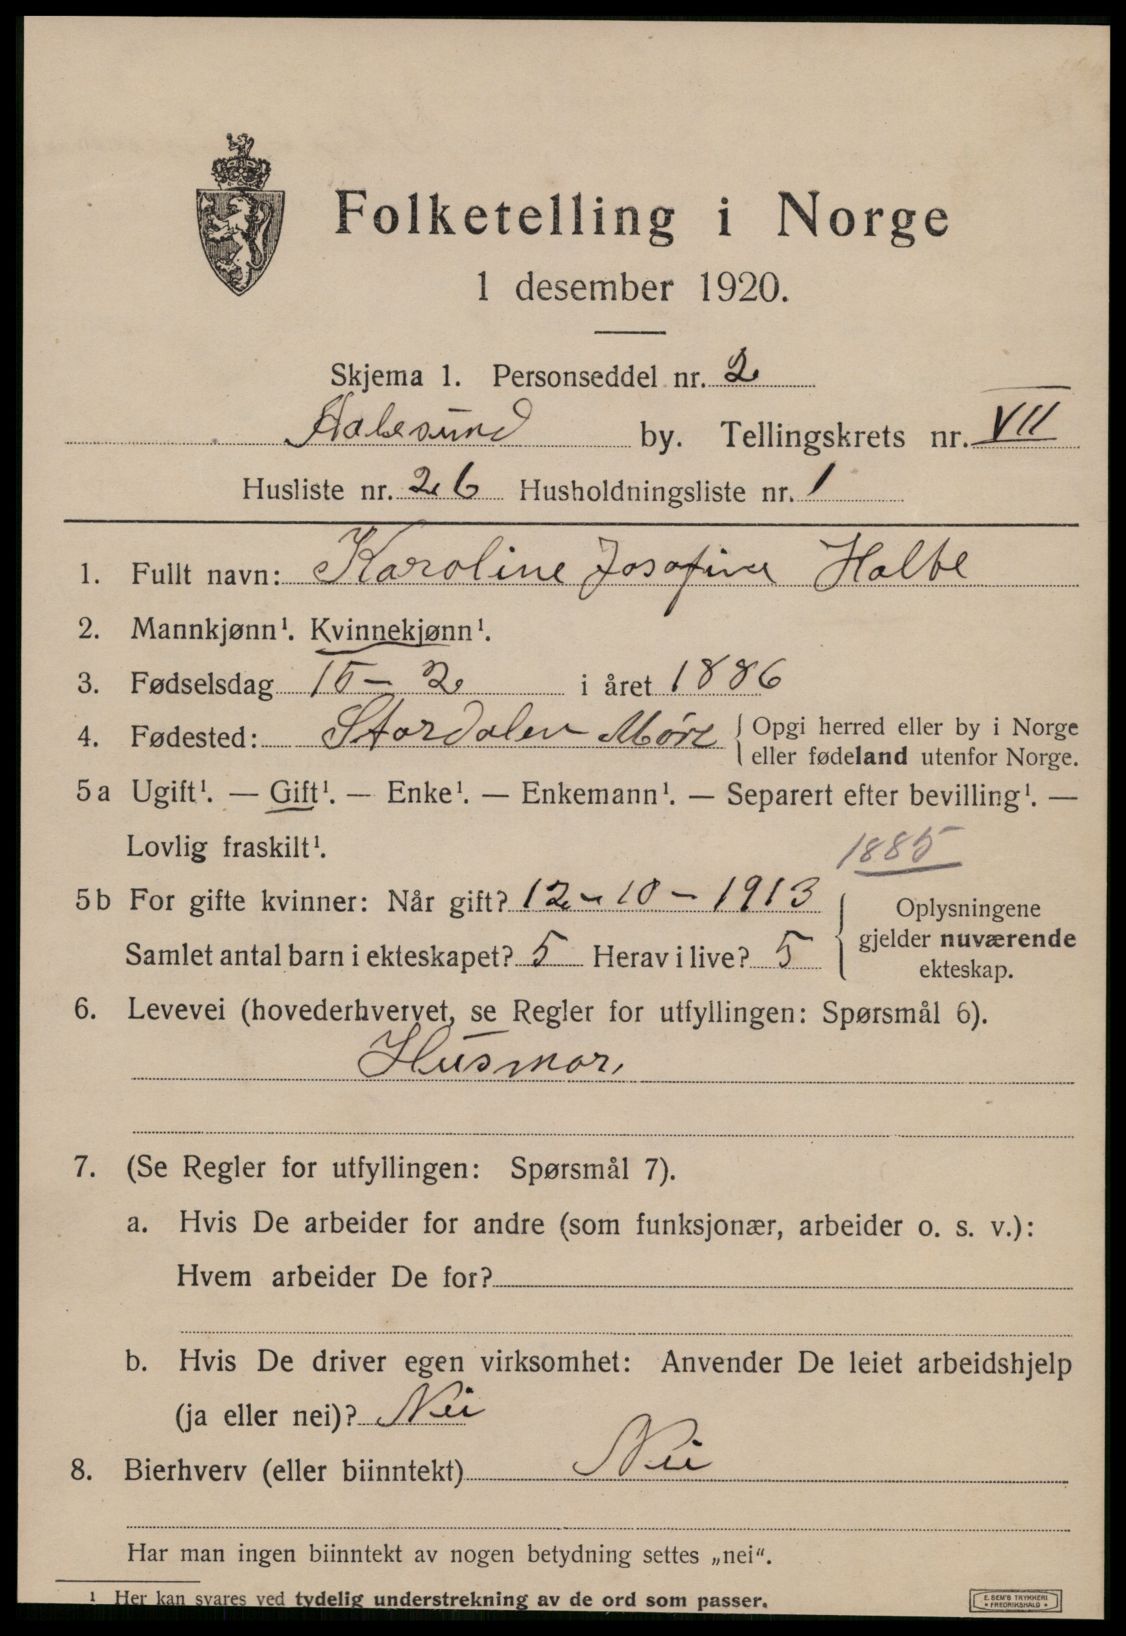 Folketelling i Norge
1 desember 1920.
Skjema 1. Personseddel nr. 2
Aalesund by. Tellingskrets nr. VII
Husliste nr. 26 Husholdningsliste nr. 1
1. Fullt navn: Karoline Josefine Holbe
2. Mannkjønn¹. Kvinnekjønn¹.
3. Fødselsdag 15 - 2 i året 1886
4. Fødested: Stordalen Møre { Opgi herred eller by i Norge
eller fødeland utenfor Norge.
5a Ugift¹. — Gift¹. — Enke¹. — Enkemann¹. — Separert efter bevilling¹. —
Lovlig fraskilt¹.
1885
5b For gifte kvinner: Når gift? 12 - 10 - 1913
Samlet antal barn i ekteskapet? 5 Herav i live? 5
{ Oplysningene
gjelder nuværende
ekteskap.
6. Levevei (hovederhvervet, se Regler for utfyllingen: Spørsmål 6).
Husmor,
7. (Se Regler for utfyllingen: Spørsmål 7).
a. Hvis De arbeider for andre (som funksjonær, arbeider o. s. v.):
Hvem arbeider De for?
b. Hvis De driver egen virksomhet: Anvender De leiet arbeidshjelp
(ja eller nei)? Nei
8. Bierhverv (eller biinntekt) Nei
Har man ingen biinntekt av nogen betydning settes „nei“.
¹ Her kan svares ved tydelig understrekning av de ord som passer.
E. SEM'S TRYKKERI
• FREDRIKSHALD •